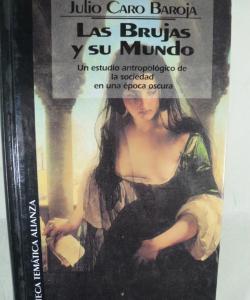 Julio Caro Baroja
Las Brujas
y su Mundo
Un estudio antropológico de
la sociedad
en una época oscura
TECA TEMÁTICA ALIANZA